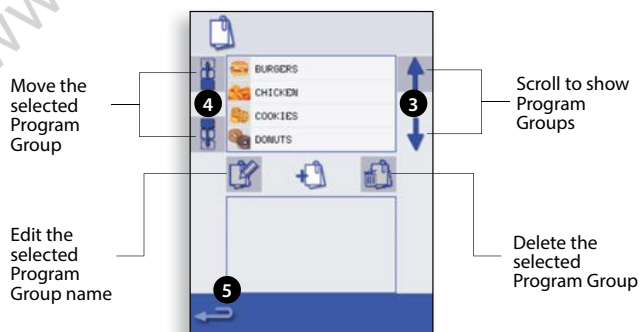 Move the
selected
Program
Group
4
BURGERS
CHICKEN
COOKIES
DONUTS
3
Scroll to show
Program
Groups
Edit the
selected
Program
Group name
5
Delete the
selected
Program Group